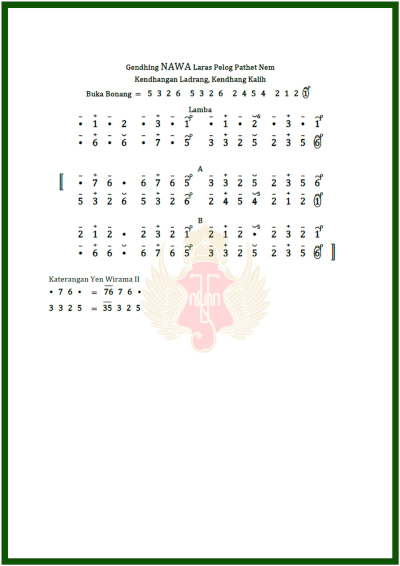 Gendhing NAWA Laras Pelog Pathet Nem
Kendhangan Ladrang, Kendhang Kalih
Buka Bonang = 5 3 2 6 5 3 2 6 2 4 5 4 2 1 2 1
Lamba
• 1 • 2 • 3 • 1 • 1 • 2 • 3 • 1
• 6 • 6 • 7 • 5 3 3 2 5 2 3 5 6
A
[ • 7 6 • 6 7 6 5 3 3 2 5 2 3 5 6
5 3 2 6 5 3 2 6 2 4 5 4 2 1 2 1
B
2 1 2 • 2 3 2 1 2 1 2 • 2 3 2 1
• 6 6 • 6 7 6 5 3 3 2 5 2 3 5 6 ]
Katerangan Yen Wirama II
• 7 6 • = 76 7 6 •
3 3 2 5 = 35 3 2 5